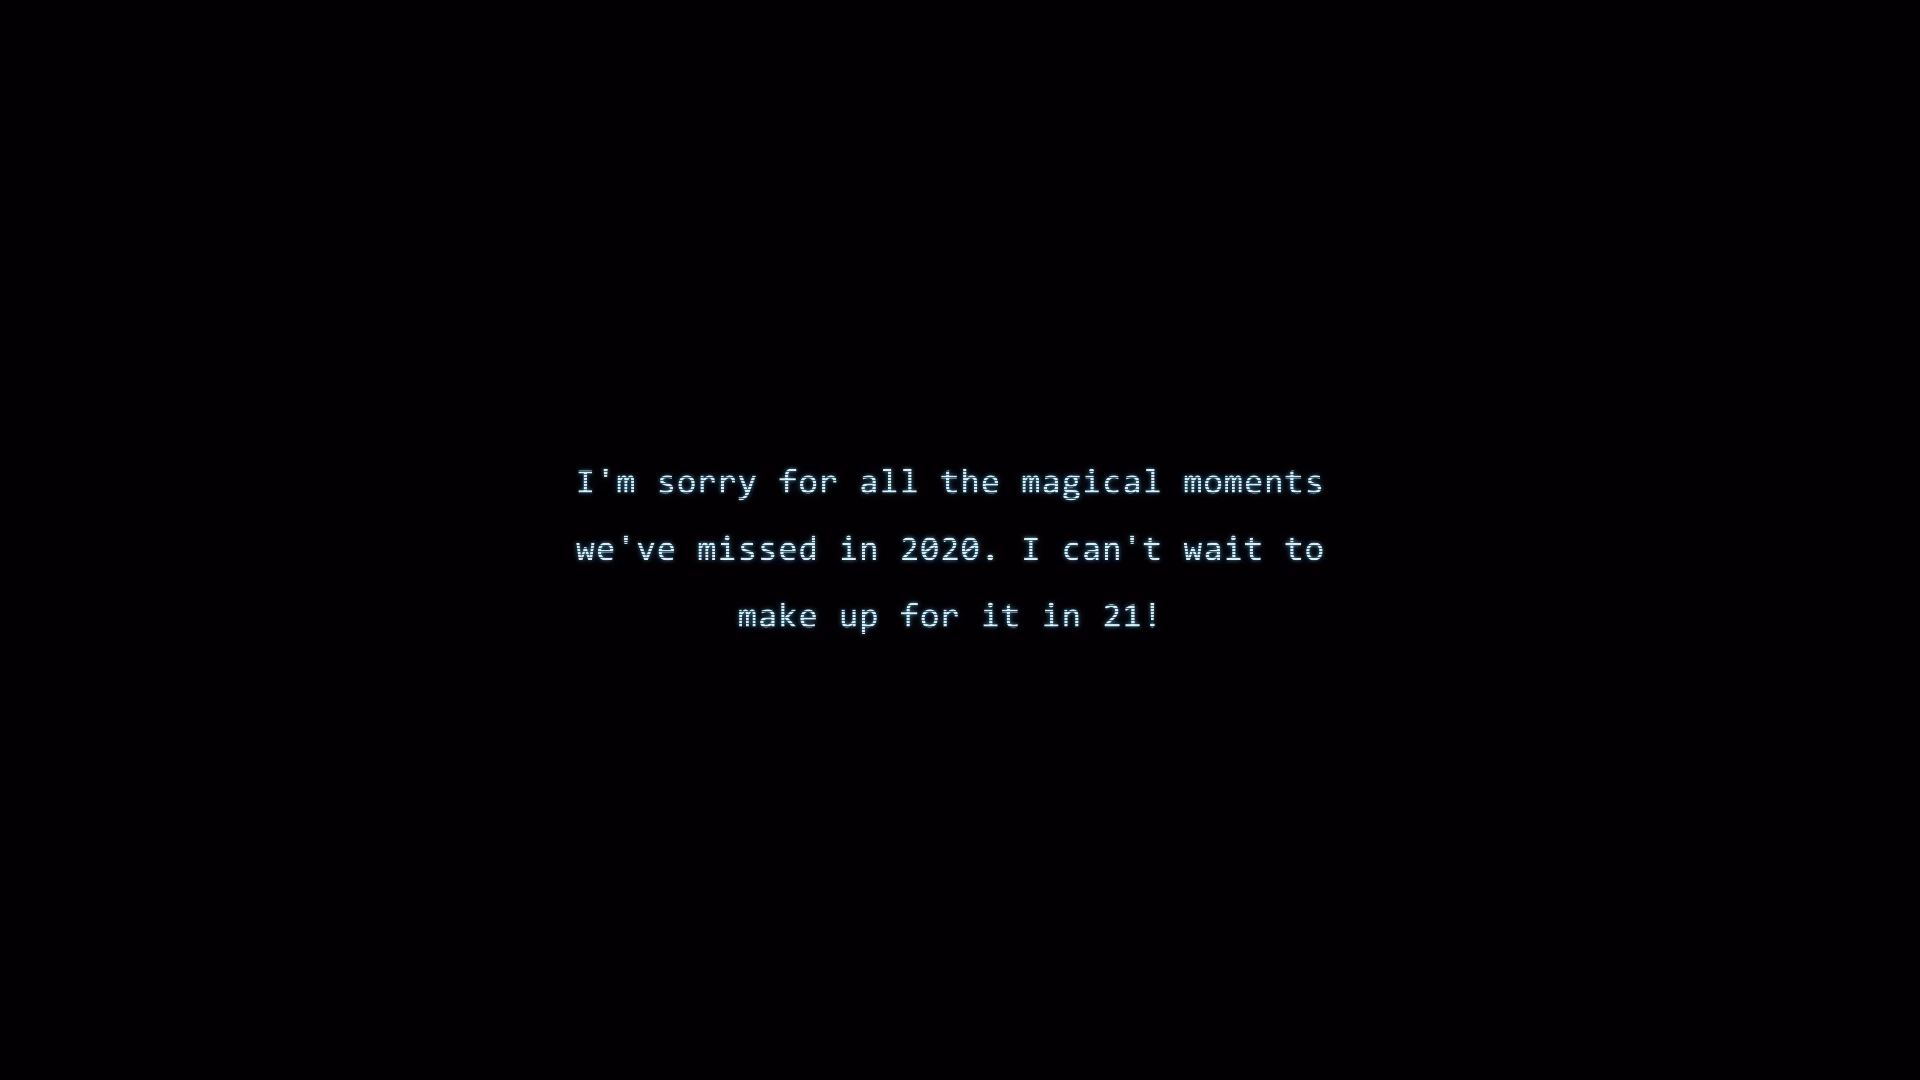 I'm sorry for all the magical moments
we've missed in 2020. I can't wait to
make up for it in 21!